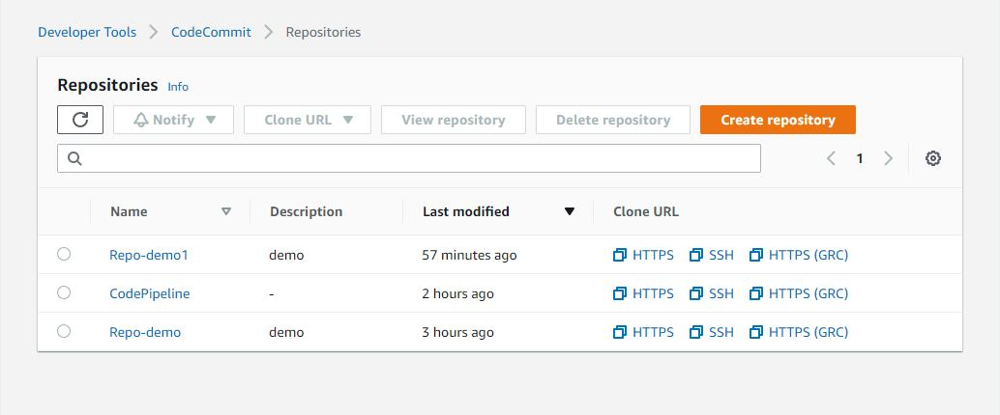 Developer Tools > CodeCommit > Repositories
Repositories Info
Notify Clone URL View repository Delete repository Create repository
1
Name Description Last modified Clone URL
Repo-demo1 demo 57 minutes ago HTTPS SSH HTTPS (GRC)
CodePipeline - 2 hours ago HTTPS SSH HTTPS (GRC)
Repo-demo demo 3 hours ago HTTPS SSH HTTPS (GRC)